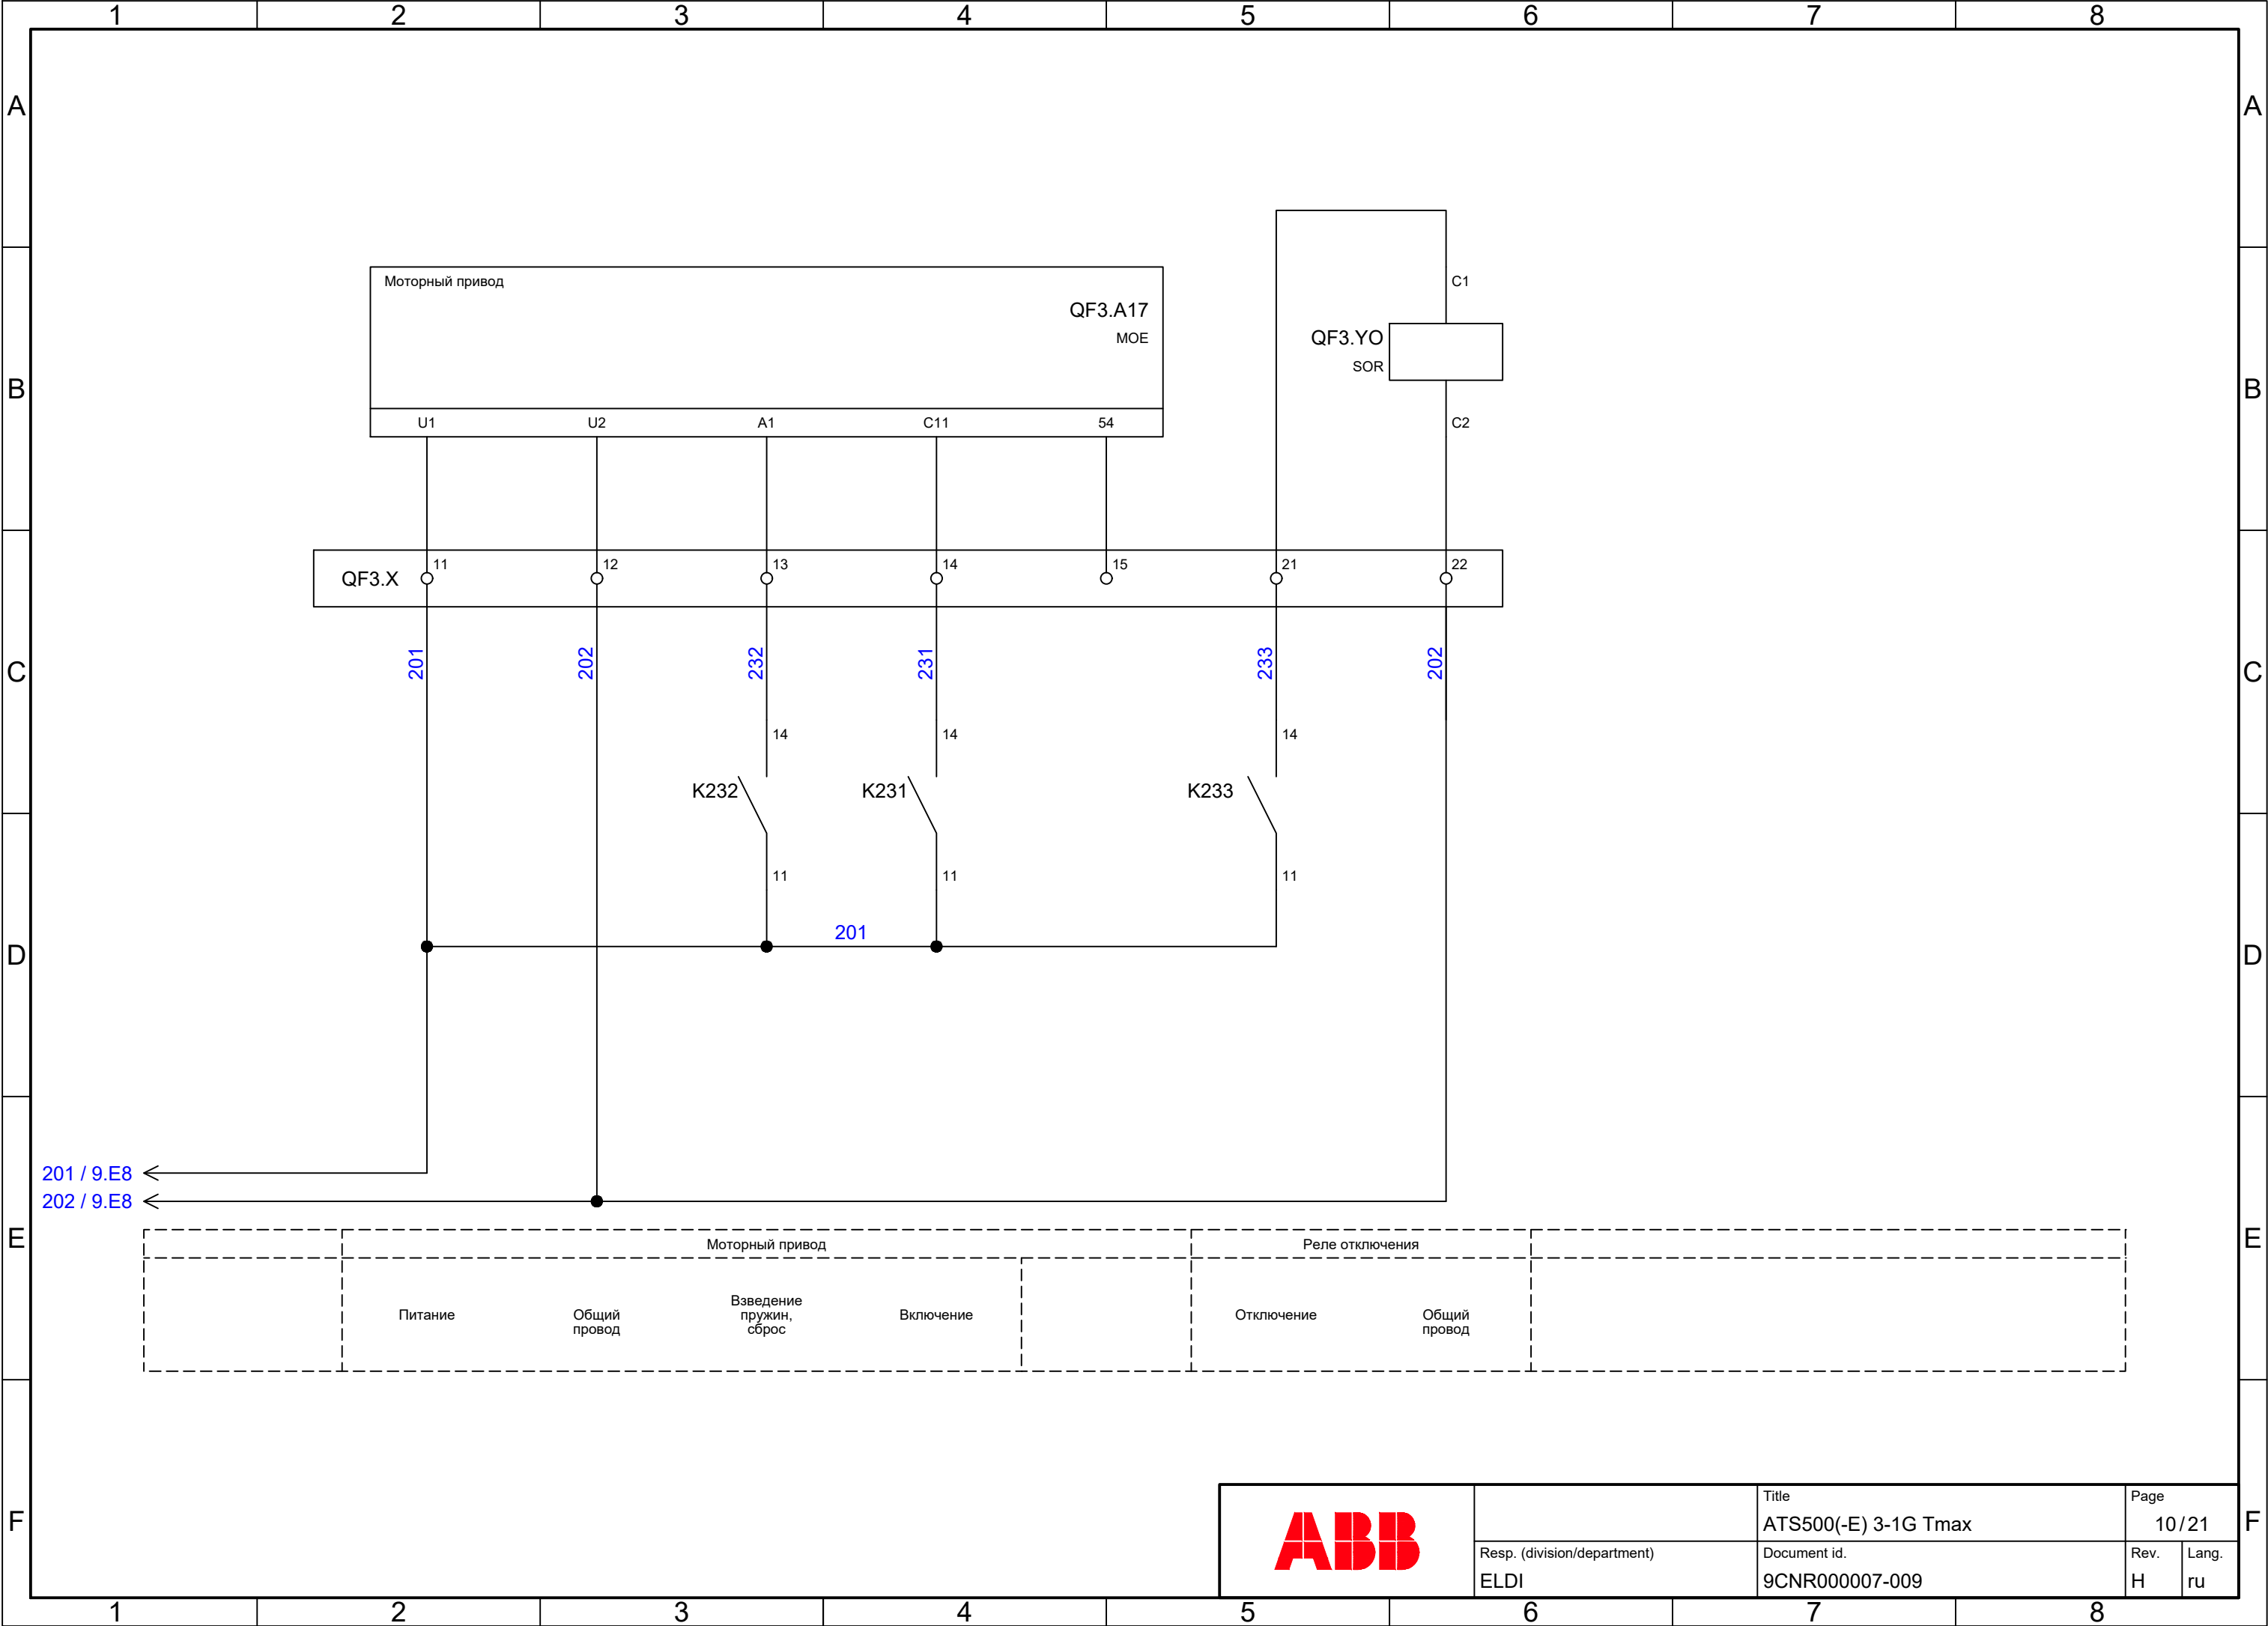 1 2 3 4 5 6 7 8
A A
Моторный привод
QF3.A17
MOE
C1
QF3.YO
SOR
B B
U1 U2 A1 C11 54
C2
QF3.X 11 12 13 14 15 21 22
201 202 232 231 233 202
C C
14 14 14
K232 K231 K233
11 11 11
201
D D
201 / 9.E8
202 / 9.E8
E E
Моторный привод Реле отключения
Питание
Общий
провод
Взведение
пружин,
сброс
Включение
Отключение
Общий
провод
F F
ABB
Title
ATS500(-E) 3-1G Tmax
Page
10/21
Resp. (division/department)
ELDI
Document id.
9CNR000007-009
Rev.
H
Lang.
ru
1 2 3 4 5 6 7 8